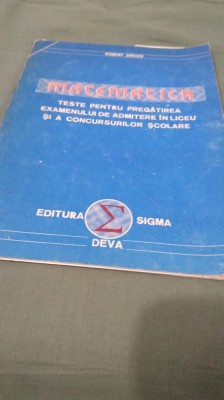 MATEMATICA
TESTE PENTRU PREGĂTIREA
EXAMENULUI DE ADMITERE ÎN LICEU
ŞI A CONCURSURILOR ŞCOLARE
EDITURA Σ SIGMA
DEVA